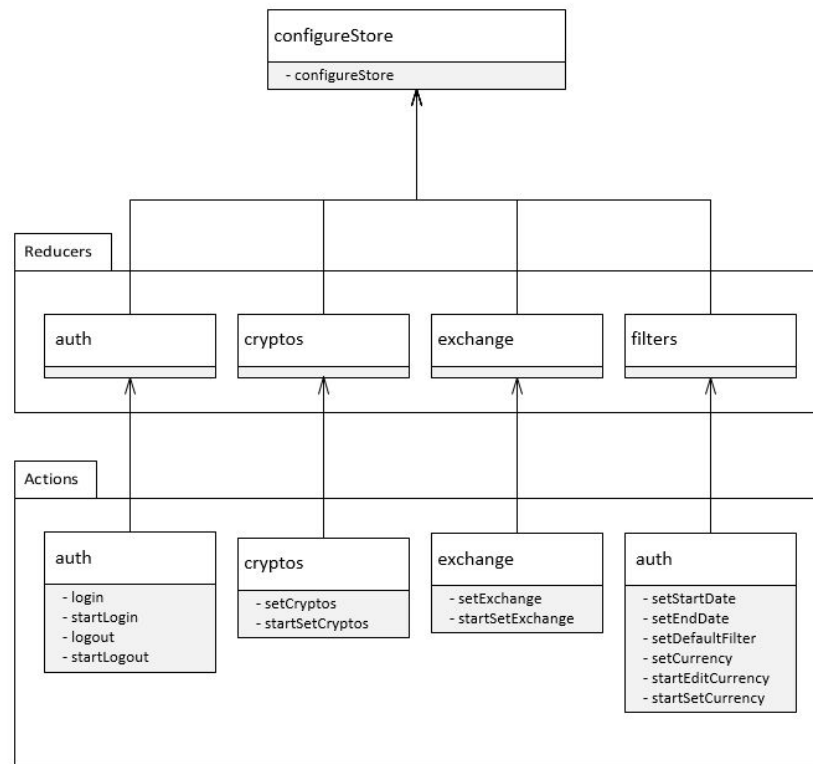 configureStore
- configureStore
Reducers
auth
cryptos
exchange
filters
Actions
auth
- login
- startLogin
- logout
- startLogout
cryptos
- setCryptos
- startSetCryptos
exchange
- setExchange
- startSetExchange
auth
- setStartDate
- setEndDate
- setDefaultFilter
- setCurrency
- startEditCurrency
- startSetCurrency